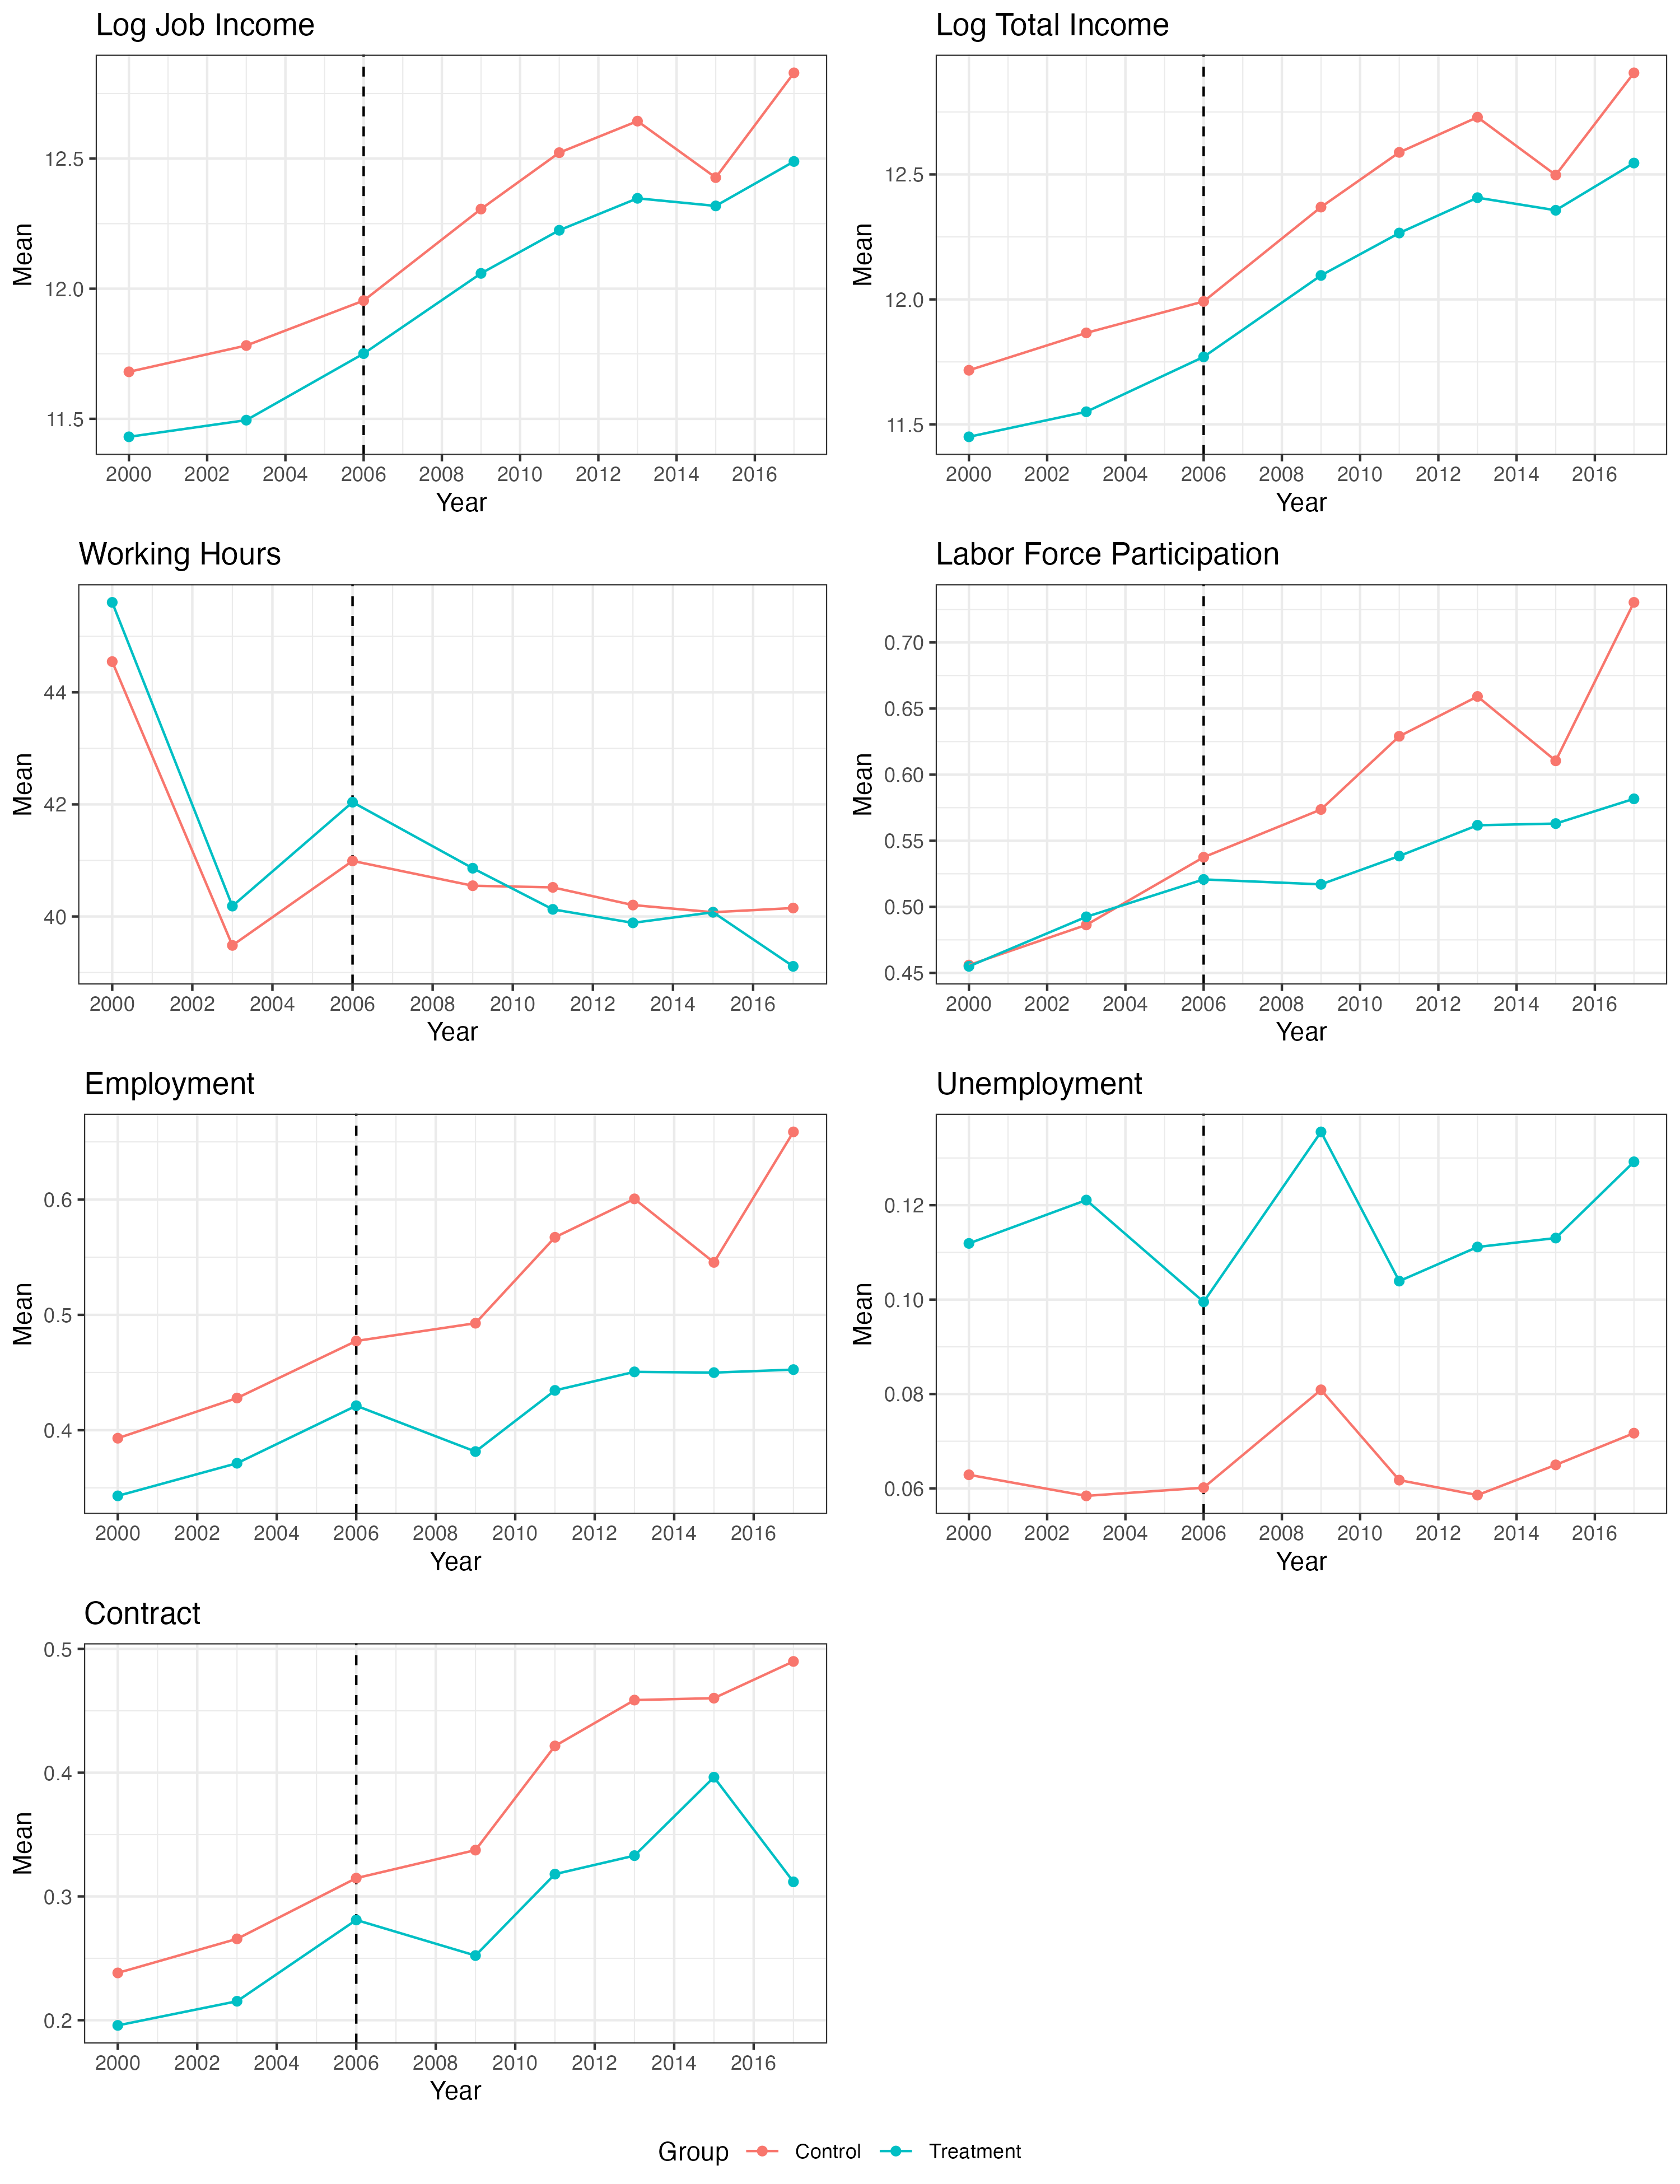 Log Job Income
Mean
12.5
12.0
11.5
2000 2002 2004 2006 2008 2010 2012 2014 2016
Year
Log Total Income
Mean
12.5
12.0
11.5
2000 2002 2004 2006 2008 2010 2012 2014 2016
Year
Working Hours
Mean
44
42
40
2000 2002 2004 2006 2008 2010 2012 2014 2016
Year
Labor Force Participation
Mean
0.70
0.65
0.60
0.55
0.50
0.45
2000 2002 2004 2006 2008 2010 2012 2014 2016
Year
Employment
Mean
0.6
0.5
0.4
2000 2002 2004 2006 2008 2010 2012 2014 2016
Year
Unemployment
Mean
0.12
0.10
0.08
0.06
2000 2002 2004 2006 2008 2010 2012 2014 2016
Year
Contract
Mean
0.5
0.4
0.3
0.2
2000 2002 2004 2006 2008 2010 2012 2014 2016
Year
Group Control Treatment